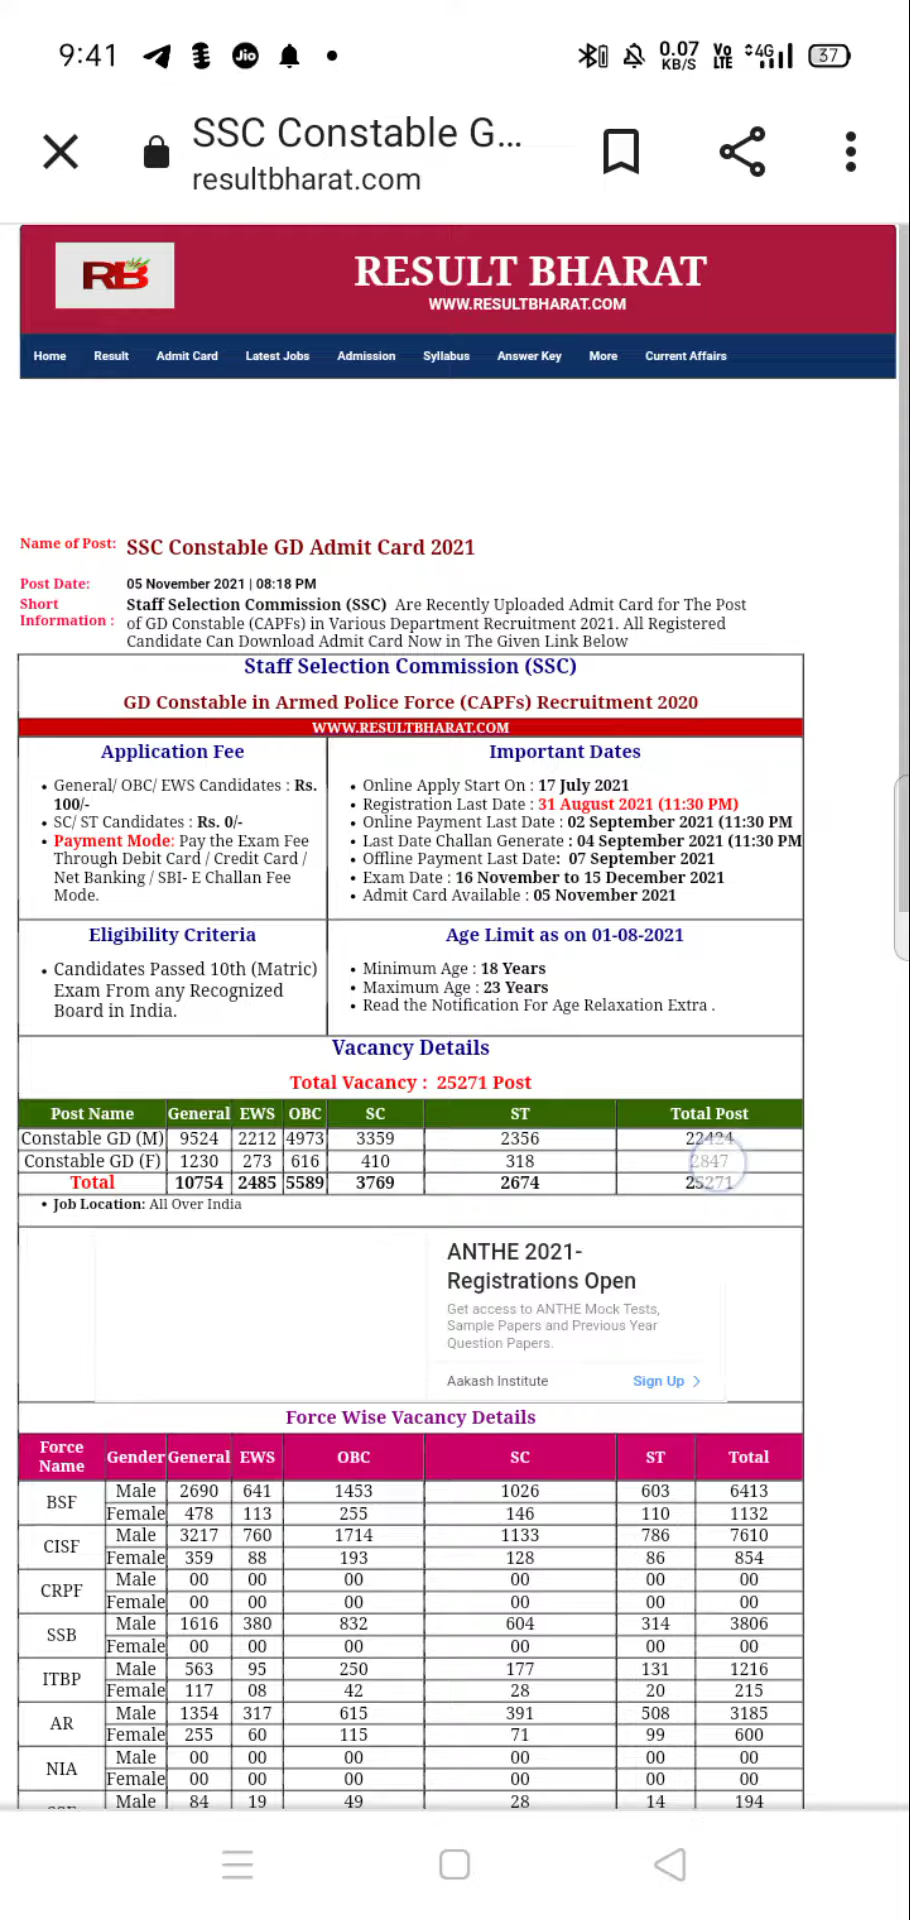 9:41 Jio 0.07 KB/S Vo LTE 4G 37
SSC Constable G...
resultbharat.com
RB
RESULT BHARAT
WWW.RESULTBHARAT.COM
Home Result Admit Card Latest Jobs Admission Syllabus Answer Key More Current Affairs
Name of Post: SSC Constable GD Admit Card 2021
Post Date: 05 November 2021 | 08:18 PM
Short Information : Staff Selection Commission (SSC) Are Recently Uploaded Admit Card for The Post
of GD Constable (CAPFs) in Various Department Recruitment 2021. All Registered
Candidate Can Download Admit Card Now in The Given Link Below
Staff Selection Commission (SSC)
GD Constable in Armed Police Force (CAPFs) Recruitment 2020
WWW.RESULTBHARAT.COM
Application Fee
• General/ OBC/ EWS Candidates : Rs.
100/-
• SC/ ST Candidates : Rs. 0/-
• Payment Mode: Pay the Exam Fee
Through Debit Card / Credit Card /
Net Banking / SBI- E Challan Fee
Mode.
Important Dates
• Online Apply Start On : 17 July 2021
• Registration Last Date : 31 August 2021 (11:30 PM)
• Online Payment Last Date : 02 September 2021 (11:30 PM
• Last Date Challan Generate : 04 September 2021 (11:30 PM
• Offline Payment Last Date: 07 September 2021
• Exam Date : 16 November to 15 December 2021
• Admit Card Available : 05 November 2021
Eligibility Criteria
• Candidates Passed 10th (Matric)
Exam From any Recognized
Board in India.
Age Limit as on 01-08-2021
• Minimum Age : 18 Years
• Maximum Age : 23 Years
• Read the Notification For Age Relaxation Extra .
Vacancy Details
Total Vacancy : 25271 Post
Post Name General EWS OBC SC ST Total Post
Constable GD (M) 9524 2212 4973 3359 2356 22424
Constable GD (F) 1230 273 616 410 318 2847
Total 10754 2485 5589 3769 2674 25271
• Job Location: All Over India
ANTHE 2021-
Registrations Open
Get access to ANTHE Mock Tests,
Sample Papers and Previous Year
Question Papers.
Aakash Institute Sign Up
Force Wise Vacancy Details
Force Name Gender General EWS OBC SC ST Total
BSF Male 2690 641 1453 1026 603 6413
Female 478 113 255 146 110 1132
CISF Male 3217 760 1714 1133 786 7610
Female 359 88 193 128 86 854
CRPF Male 00 00 00 00 00 00
Female 00 00 00 00 00 00
SSB Male 1616 380 832 604 314 3806
Female 00 00 00 00 00 00
ITBP Male 563 95 250 177 131 1216
Female 117 08 42 28 20 215
AR Male 1354 317 615 391 508 3185
Female 255 60 115 71 99 600
NIA Male 00 00 00 00 00 00
Female 00 00 00 00 00 00
Male 84 19 49 28 14 194